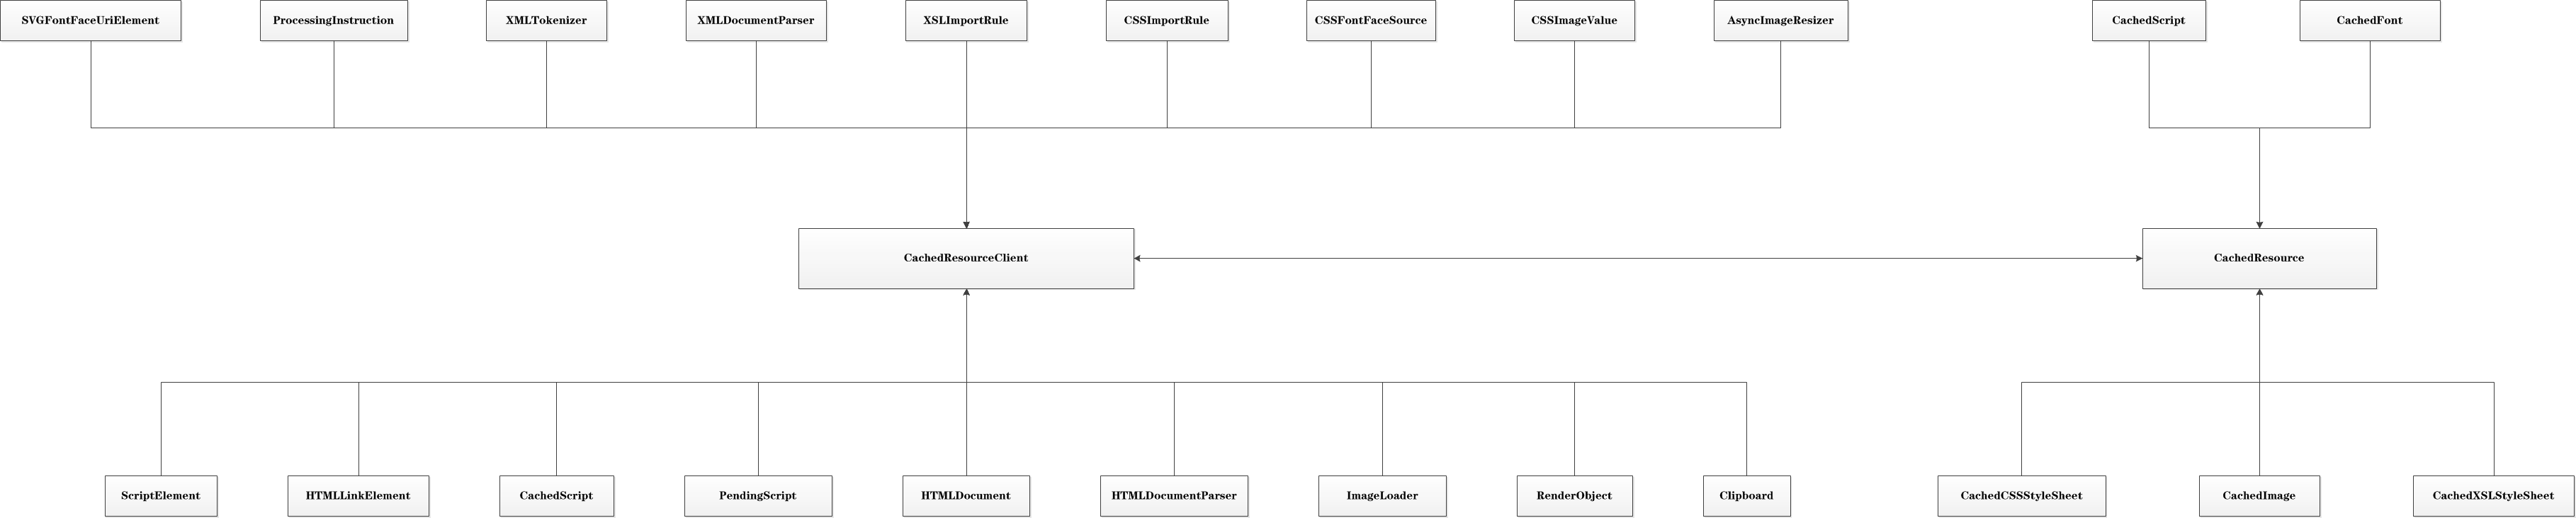 SVGFontFaceUriElement
ProcessingInstruction
XMLTokenizer
XMLDocumentParser
XSLImportRule
CSSImportRule
CSSFontFaceSource
CSSImageValue
AsyncImageResizer
CachedScript
CachedFont
CachedResourceClient
CachedResource
ScriptElement
HTMLLinkElement
CachedScript
PendingScript
HTMLDocument
HTMLDocumentParser
ImageLoader
RenderObject
Clipboard
CachedCSSStyleSheet
CachedImage
CachedXSLStyleSheet